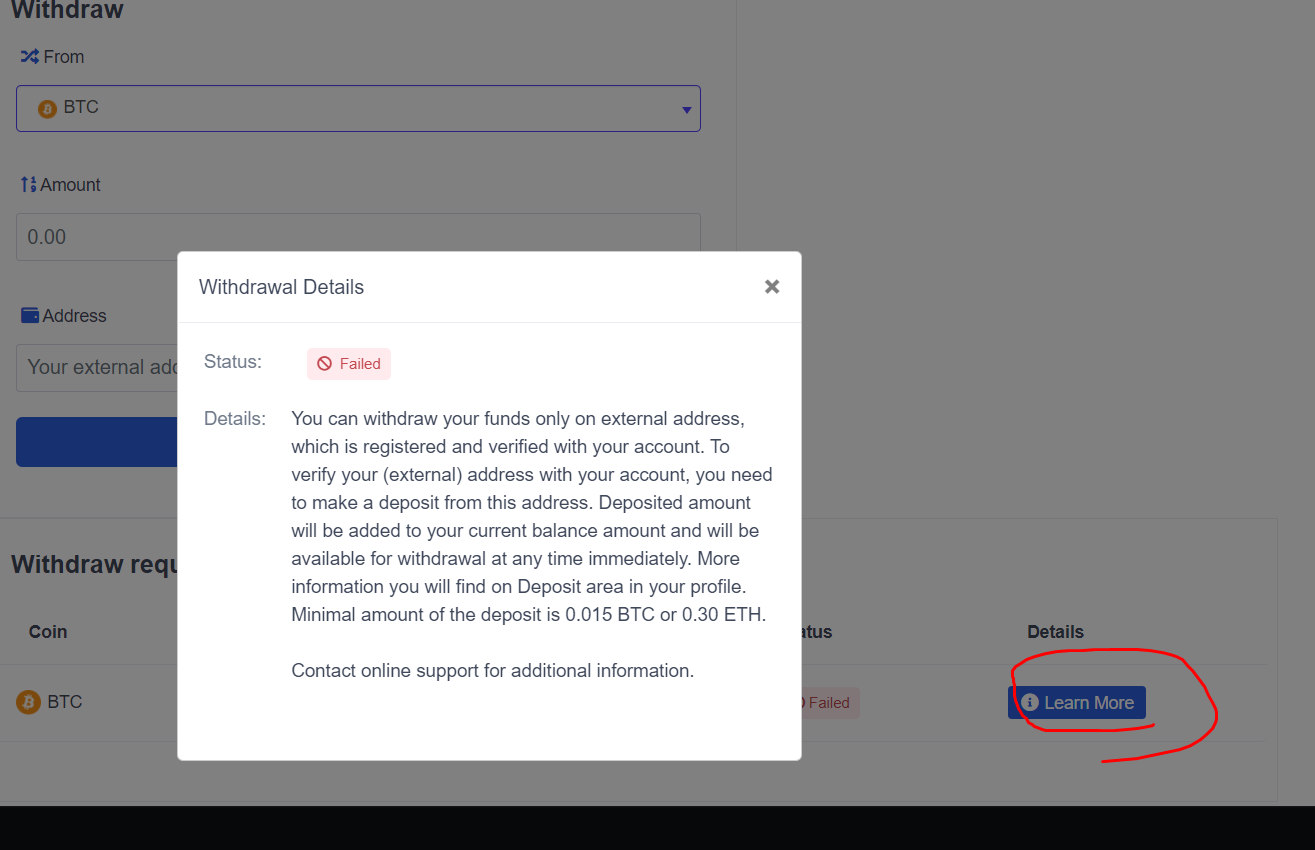 Withdraw
From
BTC
Amount
0.00
Withdrawal Details
Address
Your external
Status:
Failed
Details:
You can withdraw your funds only on external address,
which is registered and verified with your account. To
verify your (external) address with your account, you need
to make a deposit from this address. Deposited amount
will be added to your current balance amount and will be
available for withdrawal at any time immediately. More
information you will find on Deposit area in your profile.
Minimal amount of the deposit is 0.015 BTC or 0.30 ETH.
Contact online support for additional information.
Withdraw
Coin
Details
BTC
Failed
Learn More